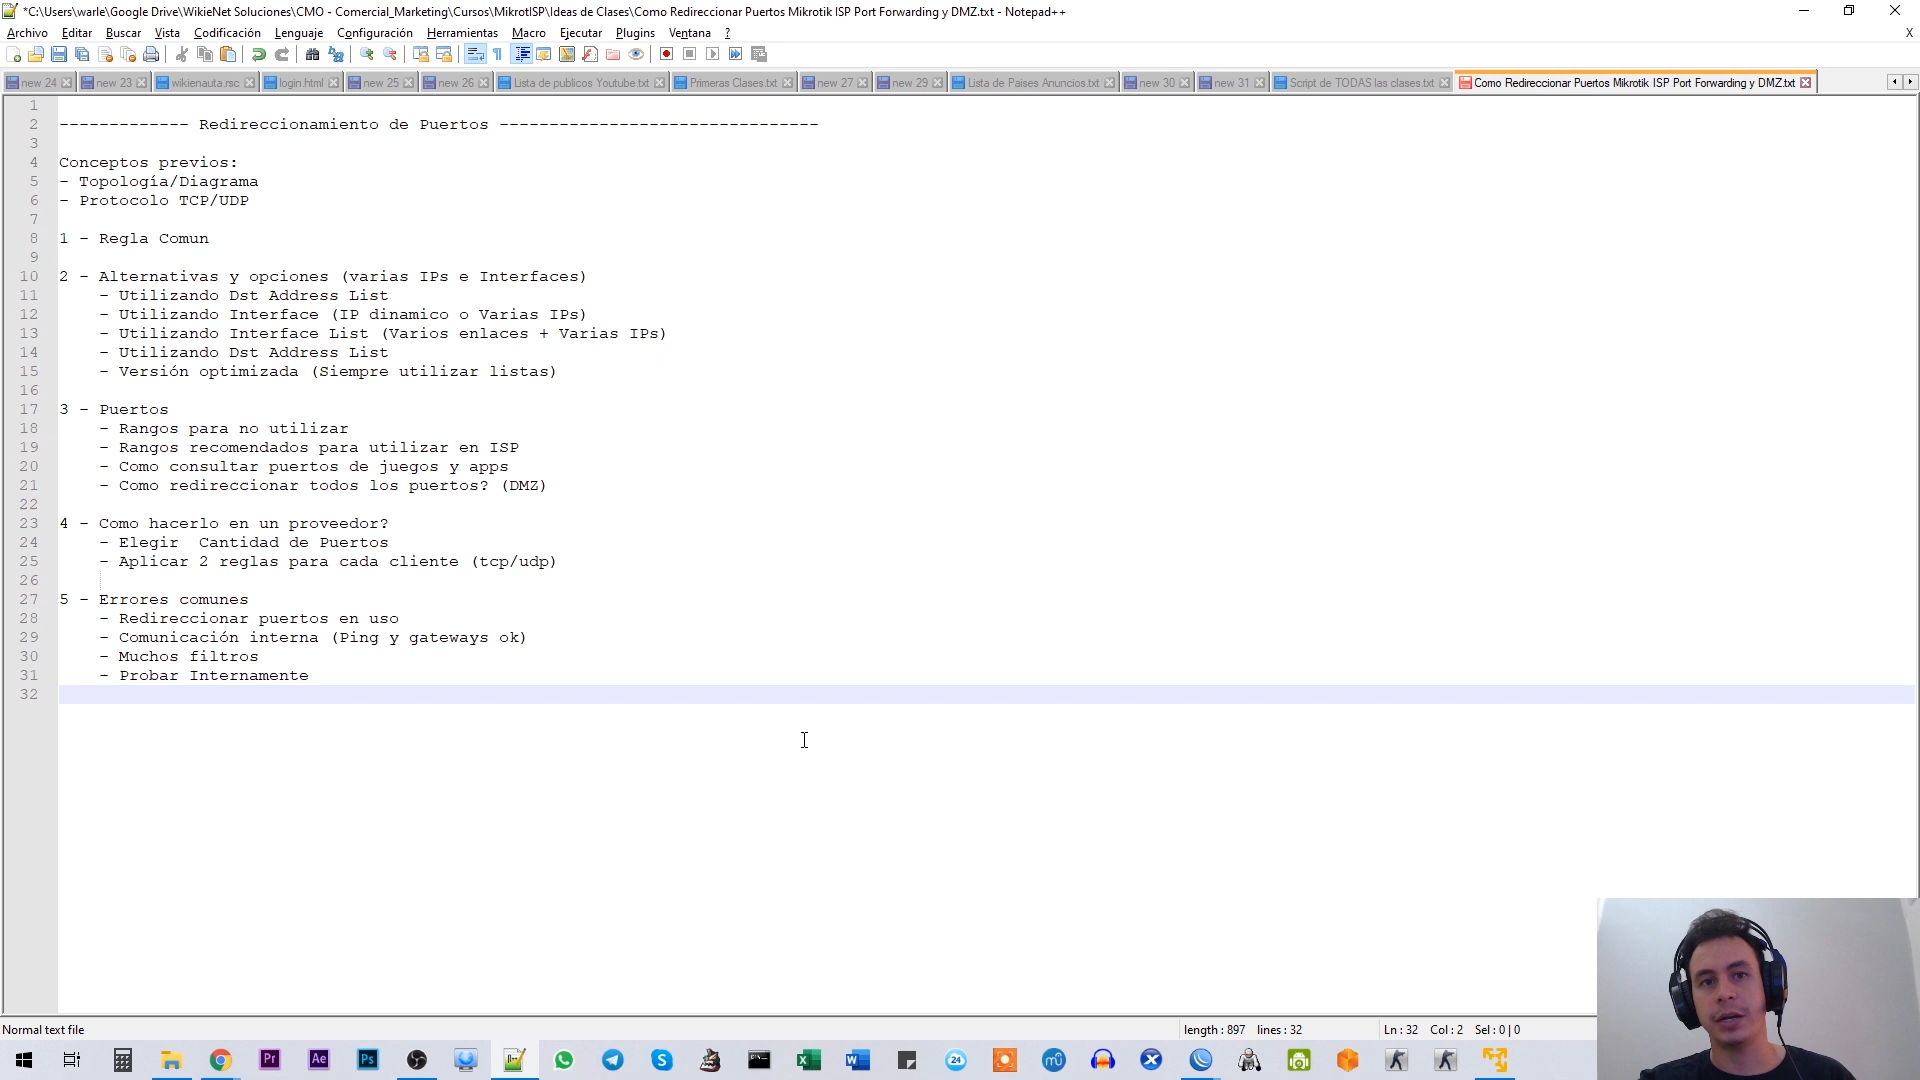 *C:\Users\warle\Google Drive\WikieNet Soluciones\CMO - Comercial_Marketing\Cursos\MikrotISP\Ideas de Clases\Como Redireccionar Puertos Mikrotik ISP Port Forwarding y DMZ.txt - Notepad++
Archivo Editar Buscar Vista Codificación Lenguaje Configuración Herramientas Macro Ejecutar Plugins Ventana ? X
new 24 new 23 wikienauta.rsc login.html new 25 new 26 Lista de publicos Youtube.txt Primeras Clases.txt new 27 new 29 Lista de Paises Anuncios.txt new 30 new 31 Script de TODAS las clases.txt Como Redireccionar Puertos Mikrotik ISP Port Forwarding y DMZ.txt
1
2 ------------- Redireccionamiento de Puertos --------------------------------
3
4 Conceptos previos:
5 - Topología/Diagrama
6 - Protocolo TCP/UDP
7
8 1 - Regla Comun
9
10 2 - Alternativas y opciones (varias IPs e Interfaces)
11 - Utilizando Dst Address List
12 - Utilizando Interface (IP dinamico o Varias IPs)
13 - Utilizando Interface List (Varios enlaces + Varias IPs)
14 - Utilizando Dst Address List
15 - Versión optimizada (Siempre utilizar listas)
16
17 3 - Puertos
18 - Rangos para no utilizar
19 - Rangos recomendados para utilizar en ISP
20 - Como consultar puertos de juegos y apps
21 - Como redireccionar todos los puertos? (DMZ)
22
23 4 - Como hacerlo en un proveedor?
24 - Elegir  Cantidad de Puertos
25 - Aplicar 2 reglas para cada cliente (tcp/udp)
26
27 5 - Errores comunes
28 - Redireccionar puertos en uso
29 - Comunicación interna (Ping y gateways ok)
30 - Muchos filtros
31 - Probar Internamente
32
Normal text file length : 897 lines : 32 Ln : 32 Col : 2 Sel : 0 | 0
Pr Ae Ps 24 mū